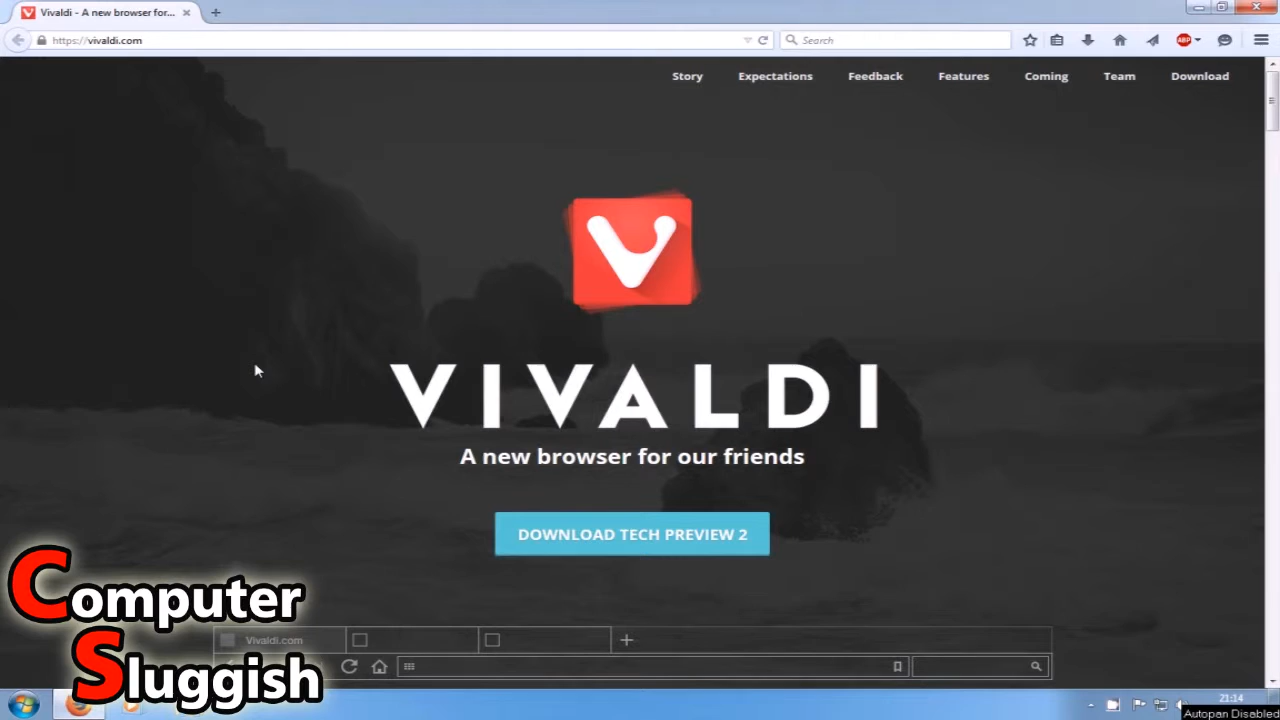 Vivaldi - A new browser for...
https://vivaldi.com
Search
ABP
Story Expectations Feedback Features Coming Team Download
VIVALDI
A new browser for our friends
DOWNLOAD TECH PREVIEW 2
Vivaldi.com
Computer
Sluggish
21:14
Autopan Disabled